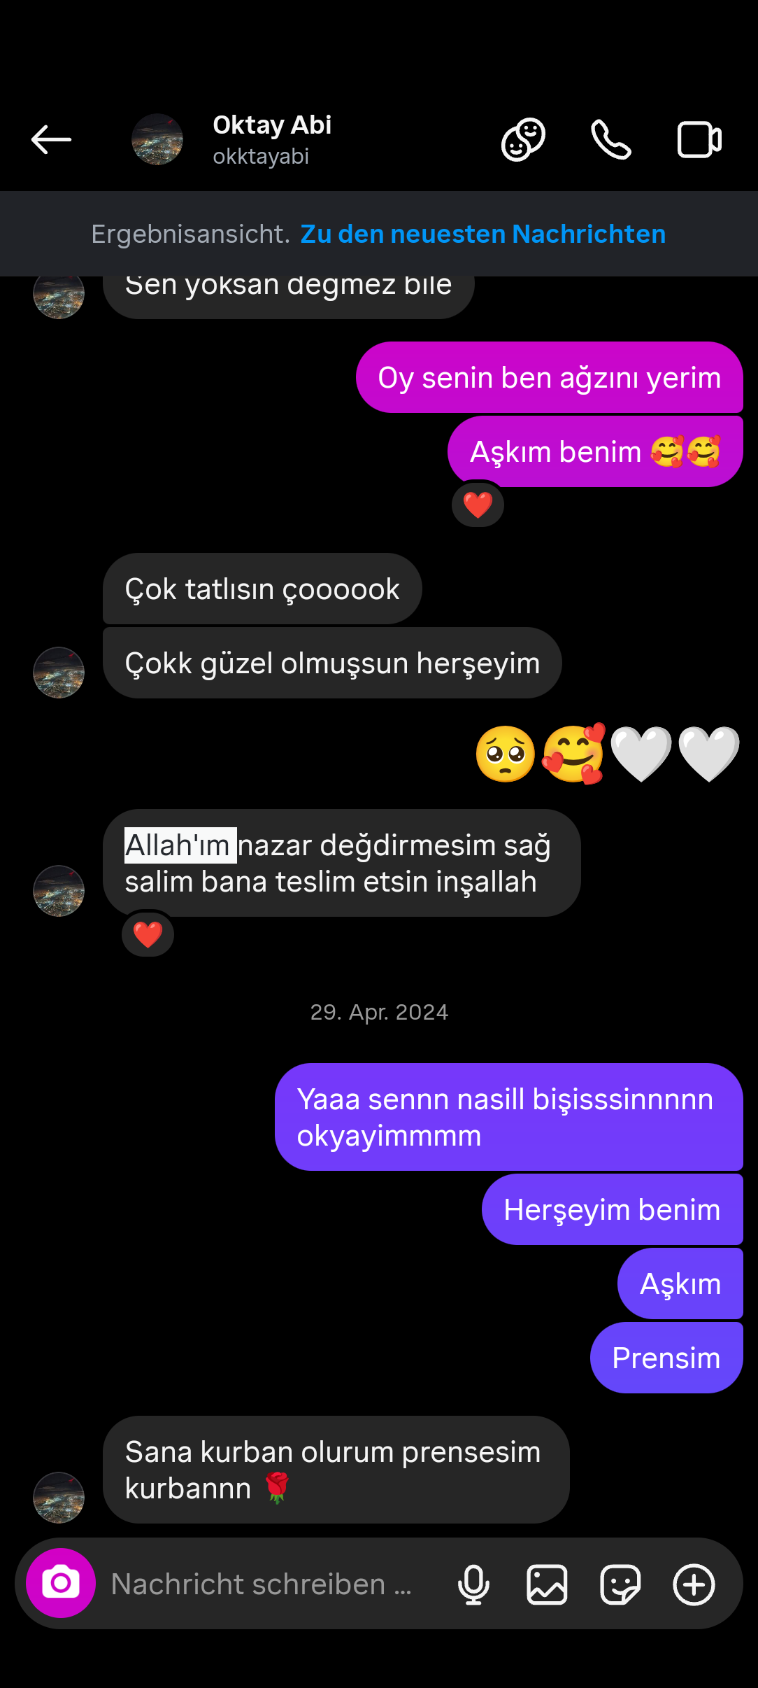 Oktay Abi
okktayabi
Ergebnisansicht. Zu den neuesten Nachrichten
Sen yoksan değmez bile
Oy senin ben ağzını yerim
Aşkım benim 🥰🥰
❤️
Çok tatlısın çoooook
Çokk güzel olmuşsun herşeyim
🥺🥰🤍🤍
Allah'ım nazar değdirmesim sağ
salim bana teslim etsin inşallah
❤️
29. Apr. 2024
Yaaa sennn nasill bişisssinnnnn
okyayimmmm
Herşeyim benim
Aşkım
Prensim
Sana kurban olurum prensesim
kurbannn 🌹
Nachricht schreiben ...